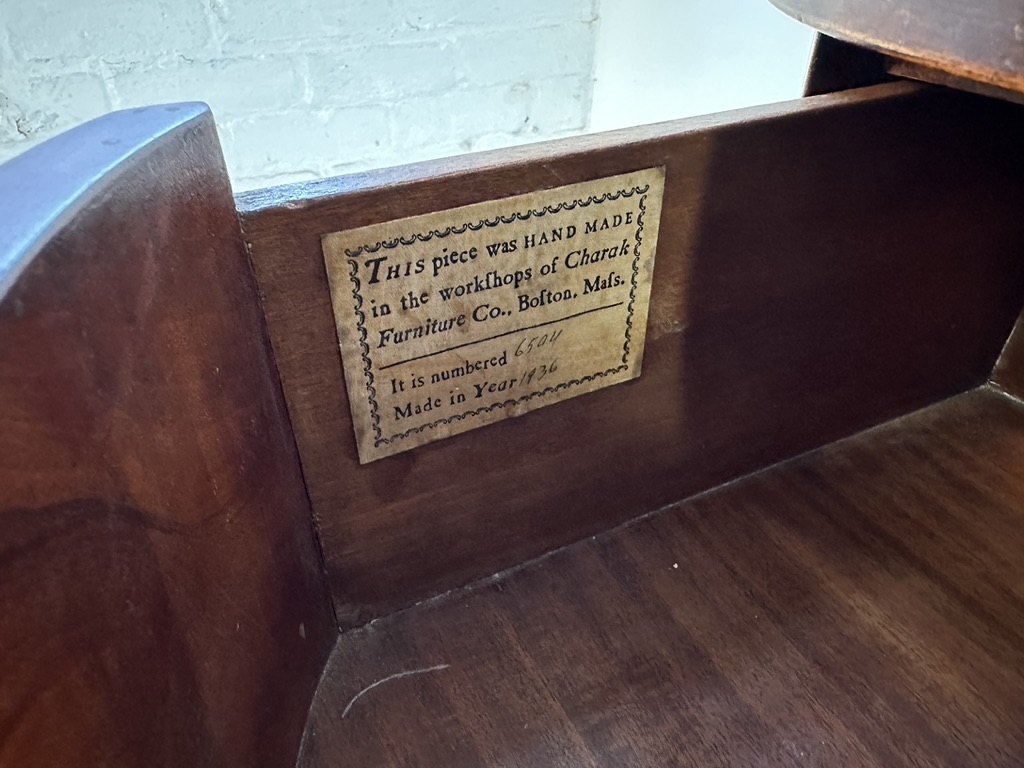 THIS piece was HAND MADE
in the workſhops of Charak
Furniture Co., Boſton, Maſs.
It is numbered 6504
Made in Year 1936